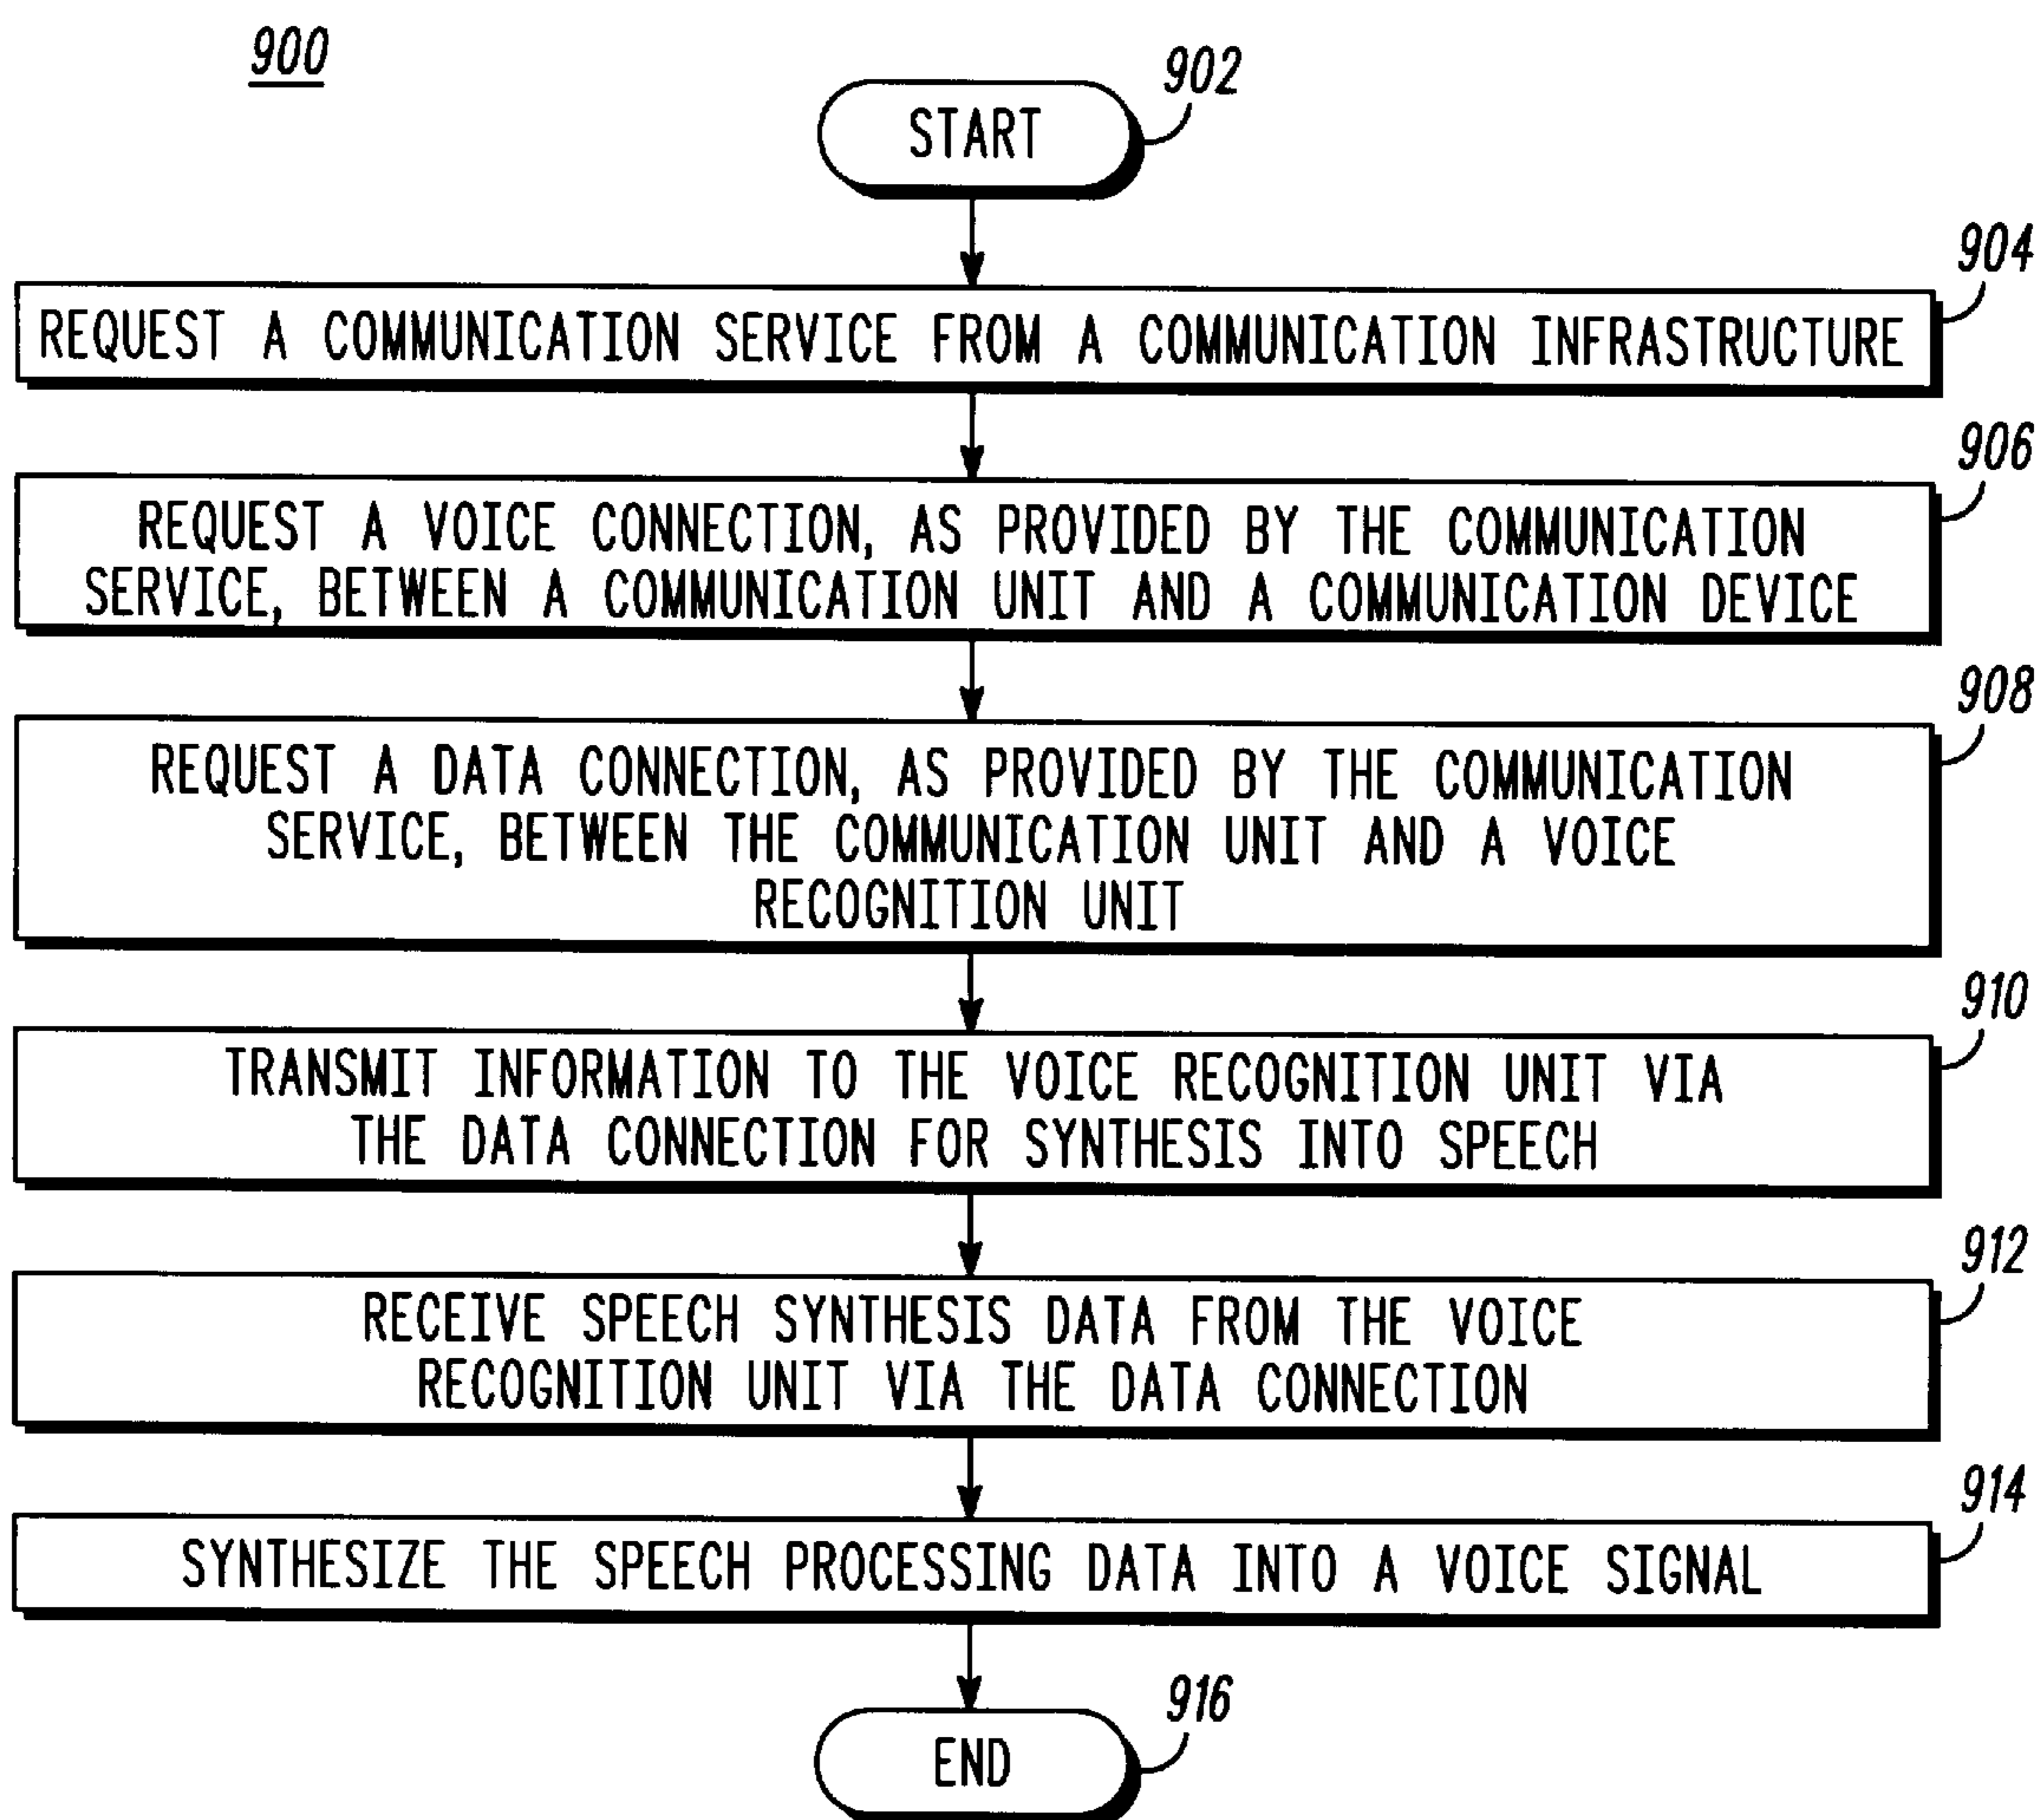 900
902
START
904
REQUEST A COMMUNICATION SERVICE FROM A COMMUNICATION INFRASTRUCTURE
906
REQUEST A VOICE CONNECTION, AS PROVIDED BY THE COMMUNICATION
SERVICE, BETWEEN A COMMUNICATION UNIT AND A COMMUNICATION DEVICE
908
REQUEST A DATA CONNECTION, AS PROVIDED BY THE COMMUNICATION
SERVICE, BETWEEN THE COMMUNICATION UNIT AND A VOICE
RECOGNITION UNIT
910
TRANSMIT INFORMATION TO THE VOICE RECOGNITION UNIT VIA
THE DATA CONNECTION FOR SYNTHESIS INTO SPEECH
912
RECEIVE SPEECH SYNTHESIS DATA FROM THE VOICE
RECOGNITION UNIT VIA THE DATA CONNECTION
914
SYNTHESIZE THE SPEECH PROCESSING DATA INTO A VOICE SIGNAL
916
END